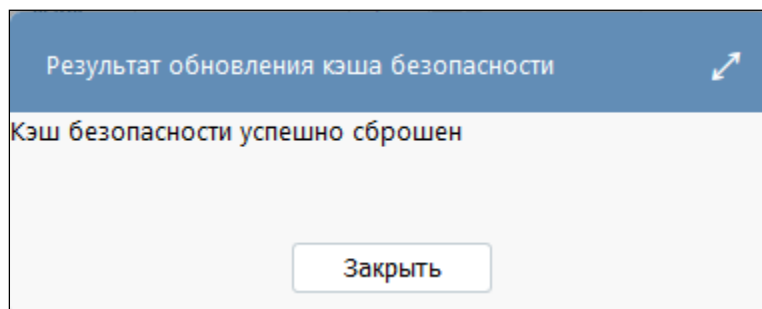 Результат обновления кэша безопасности
Кэш безопасности успешно сброшен
Закрыть